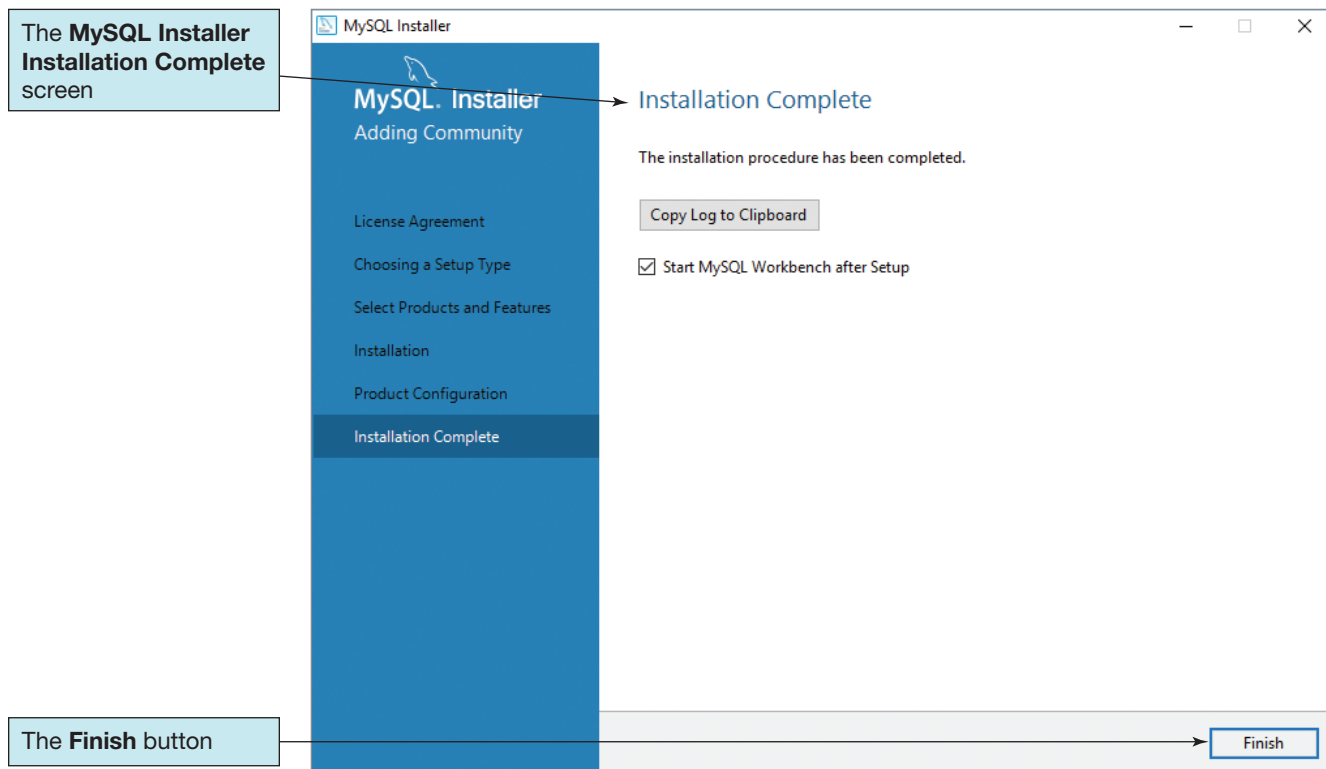 The MySQL Installer
Installation Complete
screen
MySQL Installer
MySQL. Installer
Adding Community
License Agreement
Choosing a Setup Type
Select Products and Features
Installation
Product Configuration
Installation Complete
Installation Complete
The installation procedure has been completed.
Copy Log to Clipboard
Start MySQL Workbench after Setup
The Finish button
Finish